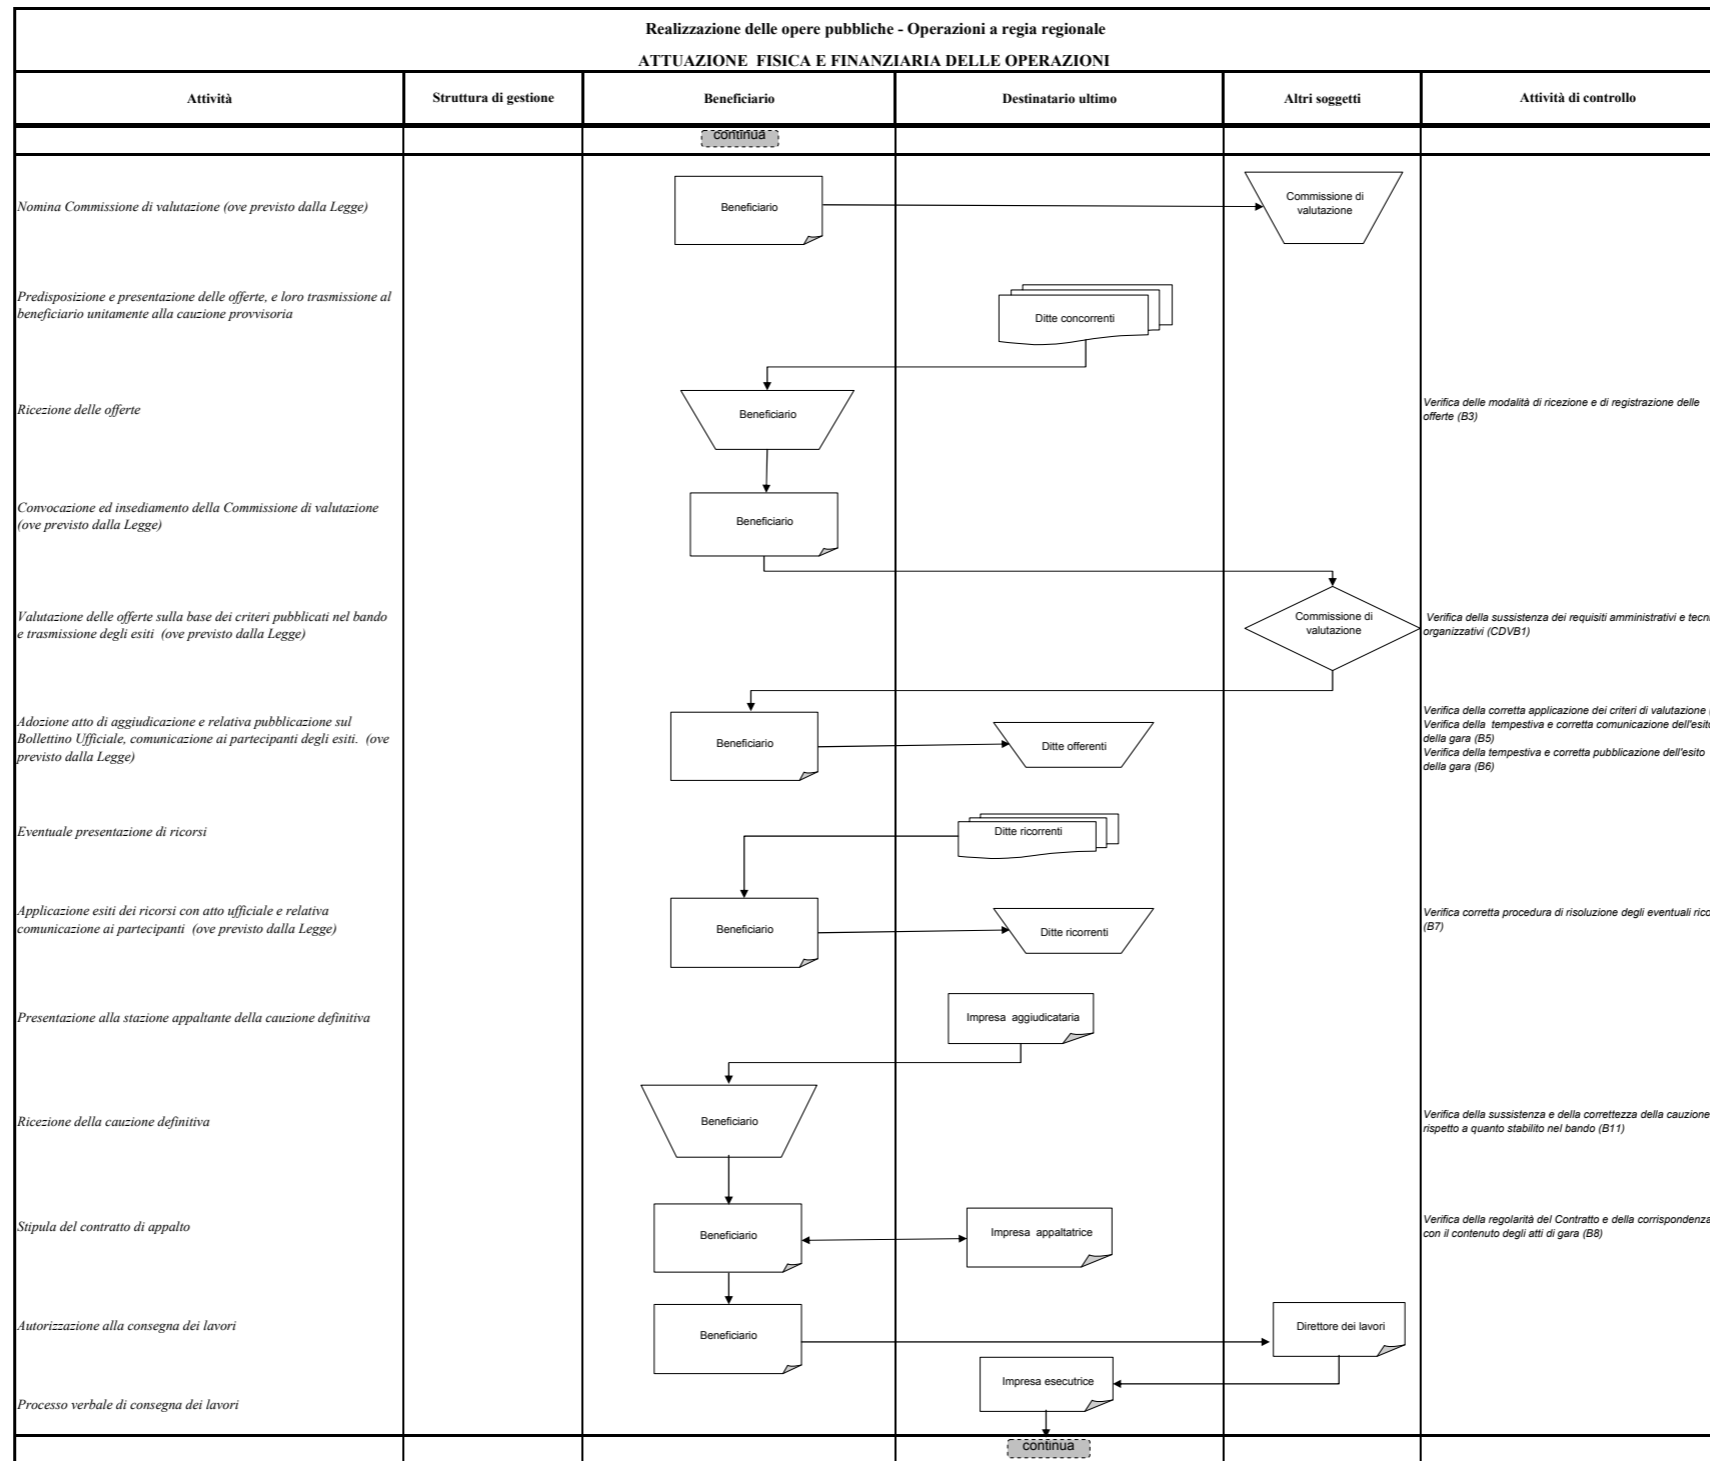 Realizzazione delle opere pubbliche - Operazioni a regia regionale
ATTUAZIONE FISICA E FINANZIARIA DELLE OPERAZIONI
Attività
Struttura di gestione
Beneficiario
Destinatario ultimo
Altri soggetti
Attività di controllo
continua
Nomina Commissione di valutazione (ove previsto dalla Legge)
Beneficiario
Commissione di
valutazione
Predisposizione e presentazione delle offerte, e loro trasmissione al
beneficiario unitamente alla cauzione provvisoria
Ditte concorrenti
Ricezione delle offerte
Beneficiario
Verifica delle modalità di ricezione e di registrazione delle
offerte (B3)
Convocazione ed insediamento della Commissione di valutazione
(ove previsto dalla Legge)
Beneficiario
Valutazione delle offerte sulla base dei criteri pubblicati nel bando
e trasmissione degli esiti (ove previsto dalla Legge)
Commissione di
valutazione
Verifica della sussistenza dei requisiti amministrativi e tecni
organizzativi (CDVB1)
Adozione atto di aggiudicazione e relativa pubblicazione sul
Bollettino Ufficiale, comunicazione ai partecipanti degli esiti. (ove
previsto dalla Legge)
Beneficiario
Ditte offerenti
Verifica della corretta applicazione dei criteri di valutazione (
Verifica della tempestiva e corretta comunicazione dell'esito
della gara (B5)
Verifica della tempestiva e corretta pubblicazione dell'esito
della gara (B6)
Eventuale presentazione di ricorsi
Ditte ricorrenti
Applicazione esiti dei ricorsi con atto ufficiale e relativa
comunicazione ai partecipanti (ove previsto dalla Legge)
Beneficiario
Ditte ricorrenti
Verifica corretta procedura di risoluzione degli eventuali rico
(B7)
Presentazione alla stazione appaltante della cauzione definitiva
Impresa aggiudicataria
Ricezione della cauzione definitiva
Beneficiario
Verifica della sussistenza e della correttezza della cauzione
rispetto a quanto stabilito nel bando (B11)
Stipula del contratto di appalto
Beneficiario
Impresa appaltatrice
Verifica della regolarità del Contratto e della corrispondenza
con il contenuto degli atti di gara (B8)
Autorizzazione alla consegna dei lavori
Beneficiario
Direttore dei lavori
Impresa esecutrice
Processo verbale di consegna dei lavori
continua